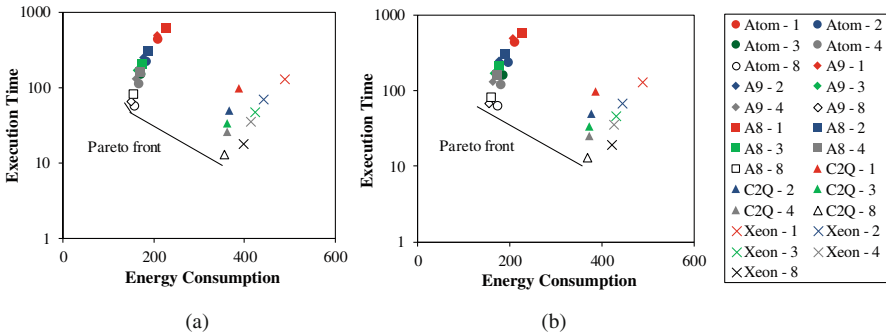 (a)
(b)
1000
100
10
1
0
200
400
600
Execution Time
Energy Consumption
Pareto front
1000
100
10
1
0
200
400
600
Execution Time
Energy Consumption
Pareto front
Atom - 1 Atom - 2
Atom - 3 Atom - 4
Atom - 8 A9 - 1
A9 - 2 A9 - 3
A9 - 4 A9 - 8
A8 - 1 A8 - 2
A8 - 3 A8 - 4
A8 - 8 C2Q - 1
C2Q - 2 C2Q - 3
C2Q - 4 C2Q - 8
Xeon - 1 Xeon - 2
Xeon - 3 Xeon - 4
Xeon - 8
(a)
(b)